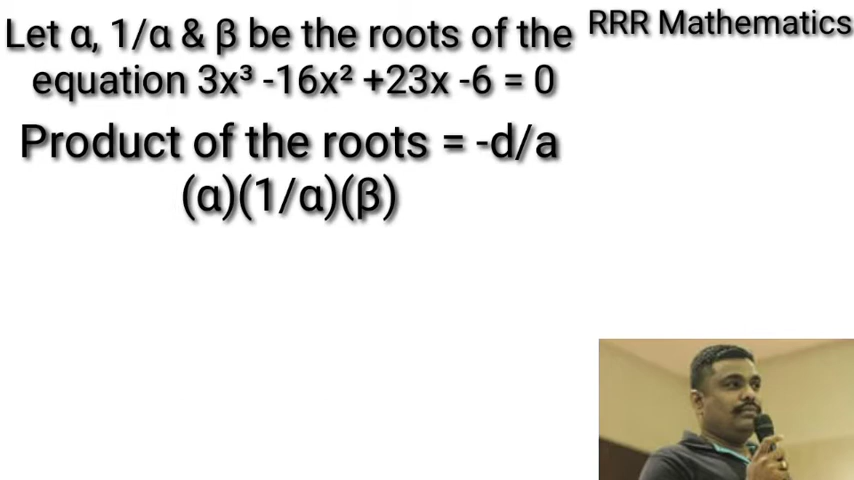 Let α, 1/α & β be the roots of the
equation 3x³ -16x² +23x -6 = 0
Product of the roots = -d/a
(α)(1/α)(β)
RRR Mathematics